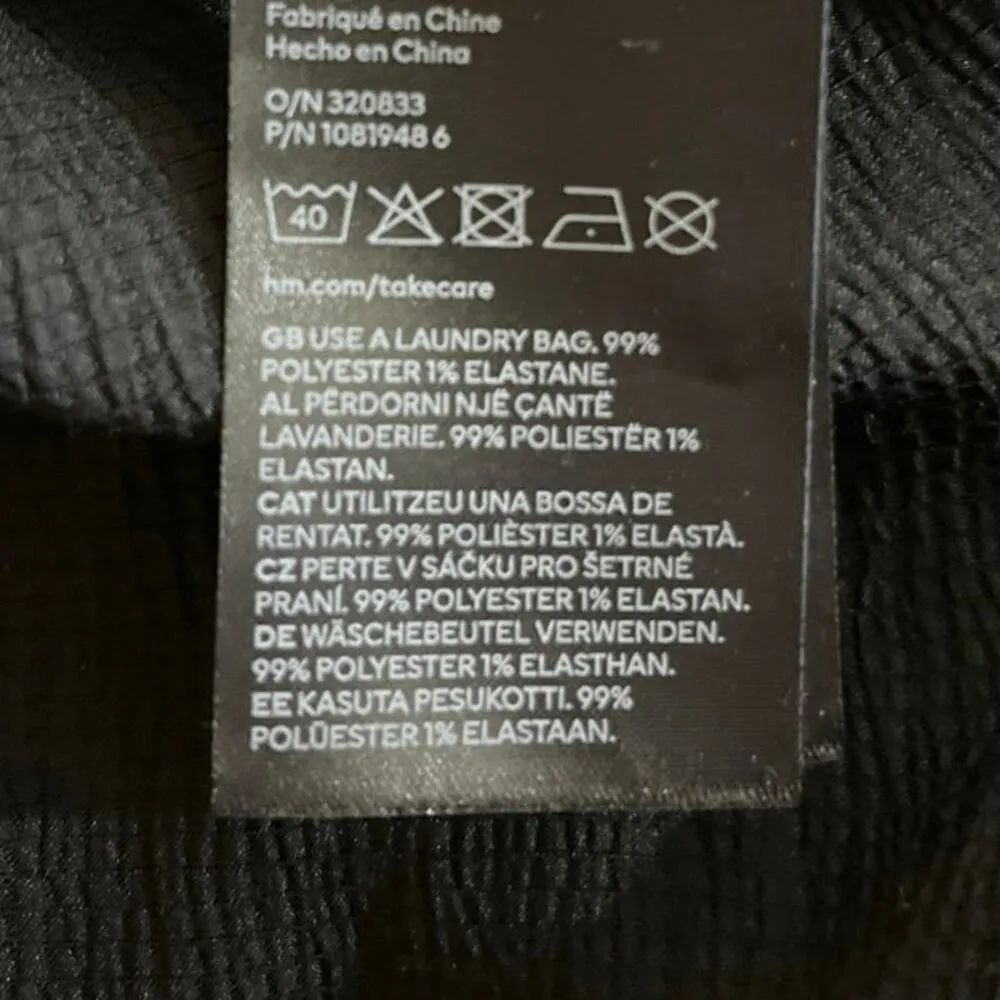 Fabriqué en Chine
Hecho en China
O/N 320833
P/N 1081948 6
40
hm.com/takecare
GB USE A LAUNDRY BAG. 99%
POLYESTER 1% ELASTANE.
AL PËRDORNI NJË ÇANTË
LAVANDERIE. 99% POLIESTËR 1%
ELASTAN.
CAT UTILITZEU UNA BOSSA DE
RENTAT. 99% POLIÈSTER 1% ELASTÀ.
CZ PERTE V SÁČKU PRO ŠETRNÉ
PRANÍ. 99% POLYESTER 1% ELASTAN.
DE WÄSCHEBEUTEL VERWENDEN.
99% POLYESTER 1% ELASTHAN.
EE KASUTA PESUKOTTI. 99%
POLÜESTER 1% ELASTAAN.